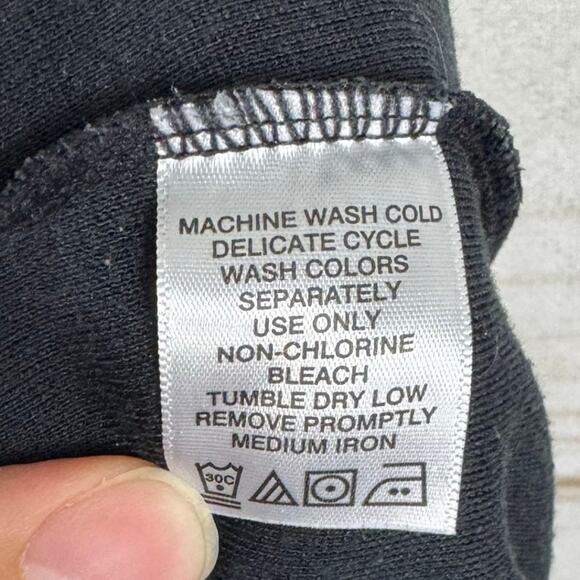 MACHINE WASH COLD
DELICATE CYCLE
WASH COLORS
SEPARATELY
USE ONLY
NON-CHLORINE
BLEACH
TUMBLE DRY LOW
REMOVE PROMPTLY
MEDIUM IRON
30C